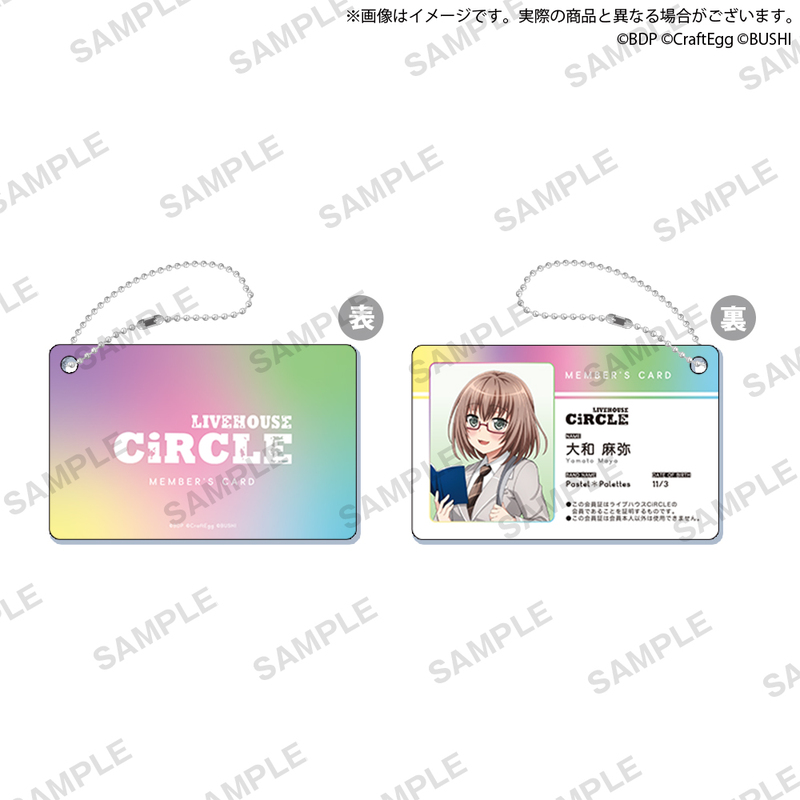 ※画像はイメージです。実際の商品と異なる場合がございます。
©BDP ©CraftEgg ©BUSHI
表
LIVEHOUSE
CiRCLE
MEMBER'S CARD
©BDP ©CraftEgg ©BUSHI
裏
MEMBER'S CARD
LIVEHOUSE
CiRCLE
NAME
大和 麻弥
Yamato Maya
BAND NAME
DATE OF BIRTH
Pastel＊Palettes
11/3
●この会員証はライブハウスCiRCLEの
会員であることを証明するものです。
●この会員証は会員本人以外は使用できません。
SAMPLE